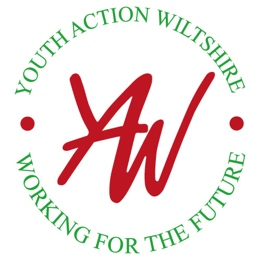 YOUTH ACTION WILTSHIRE
YAW
WORKING FOR THE FUTURE